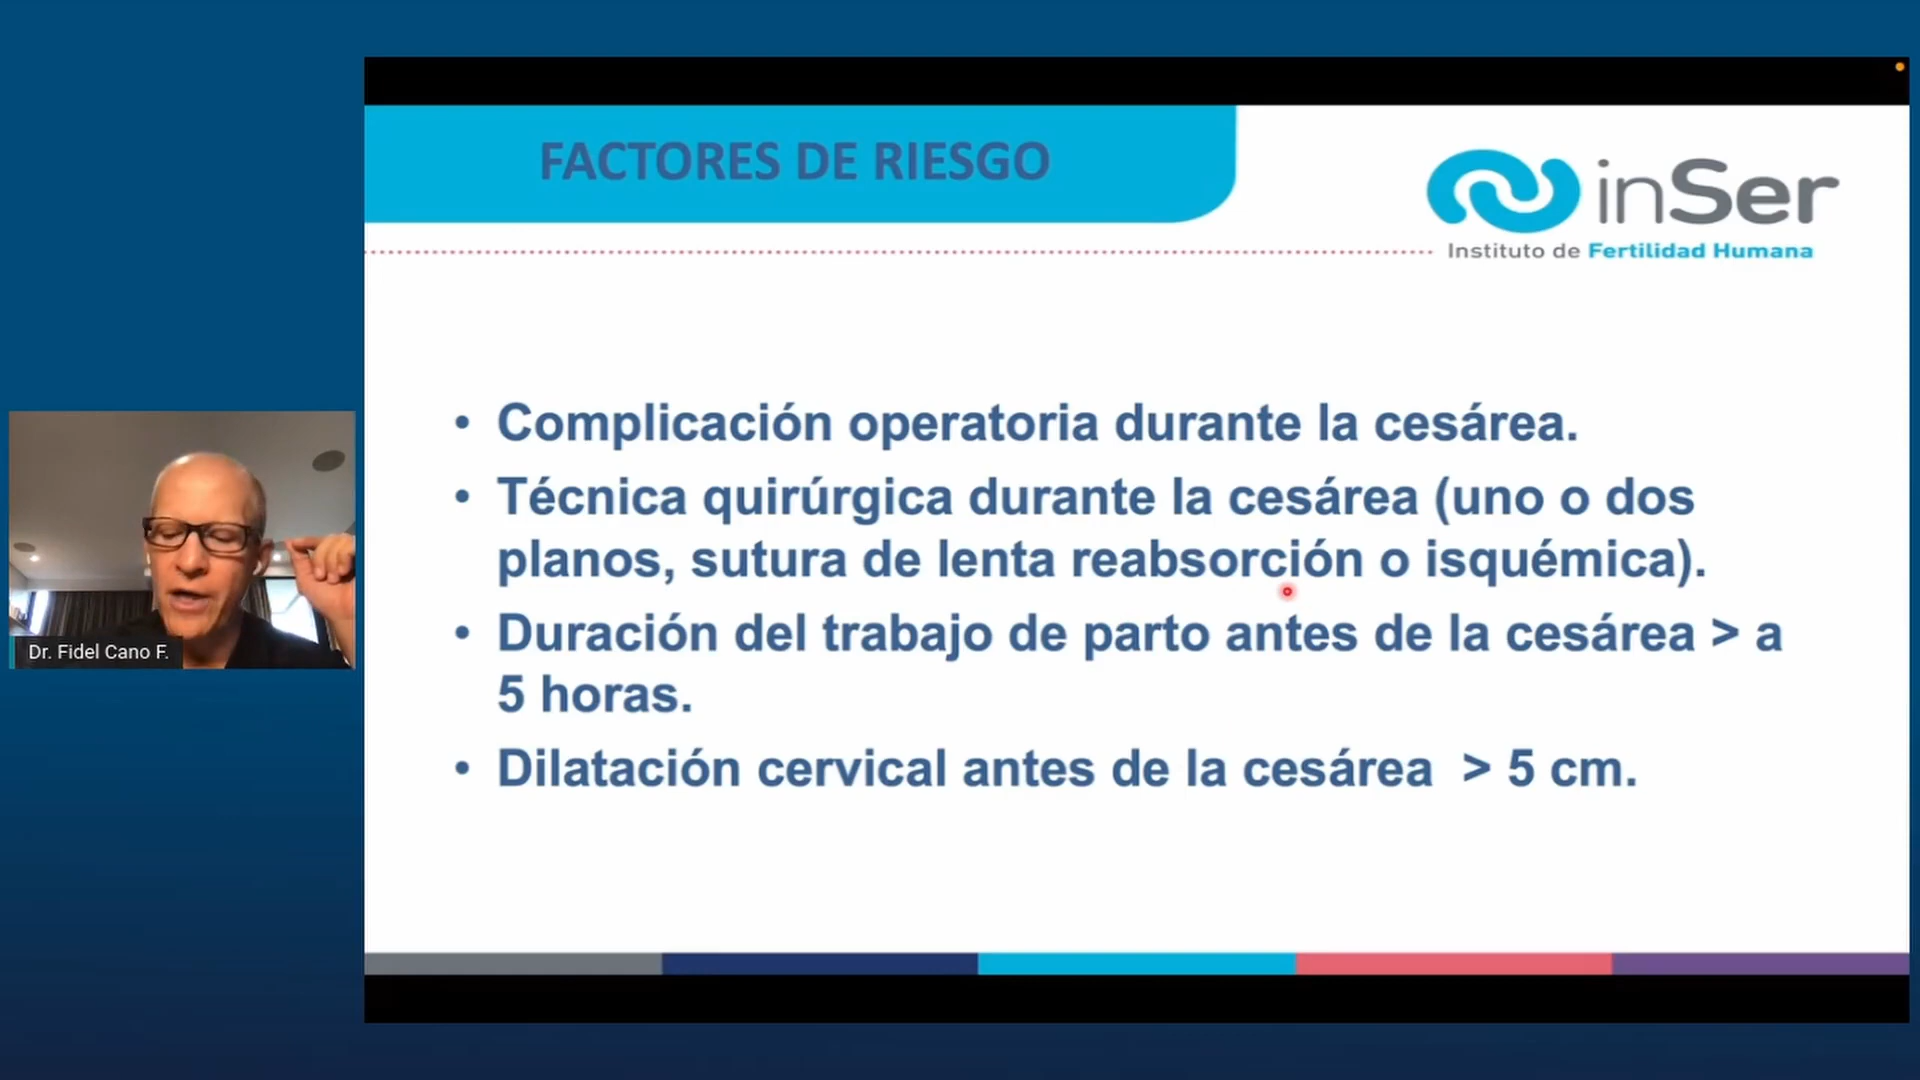 FACTORES DE RIESGO
inSer
Instituto de Fertilidad Humana
• Complicación operatoria durante la cesárea.
• Técnica quirúrgica durante la cesárea (uno o dos
planos, sutura de lenta reabsorción o isquémica).
• Duración del trabajo de parto antes de la cesárea > a
5 horas.
• Dilatación cervical antes de la cesárea > 5 cm.
Dr. Fidel Cano F.